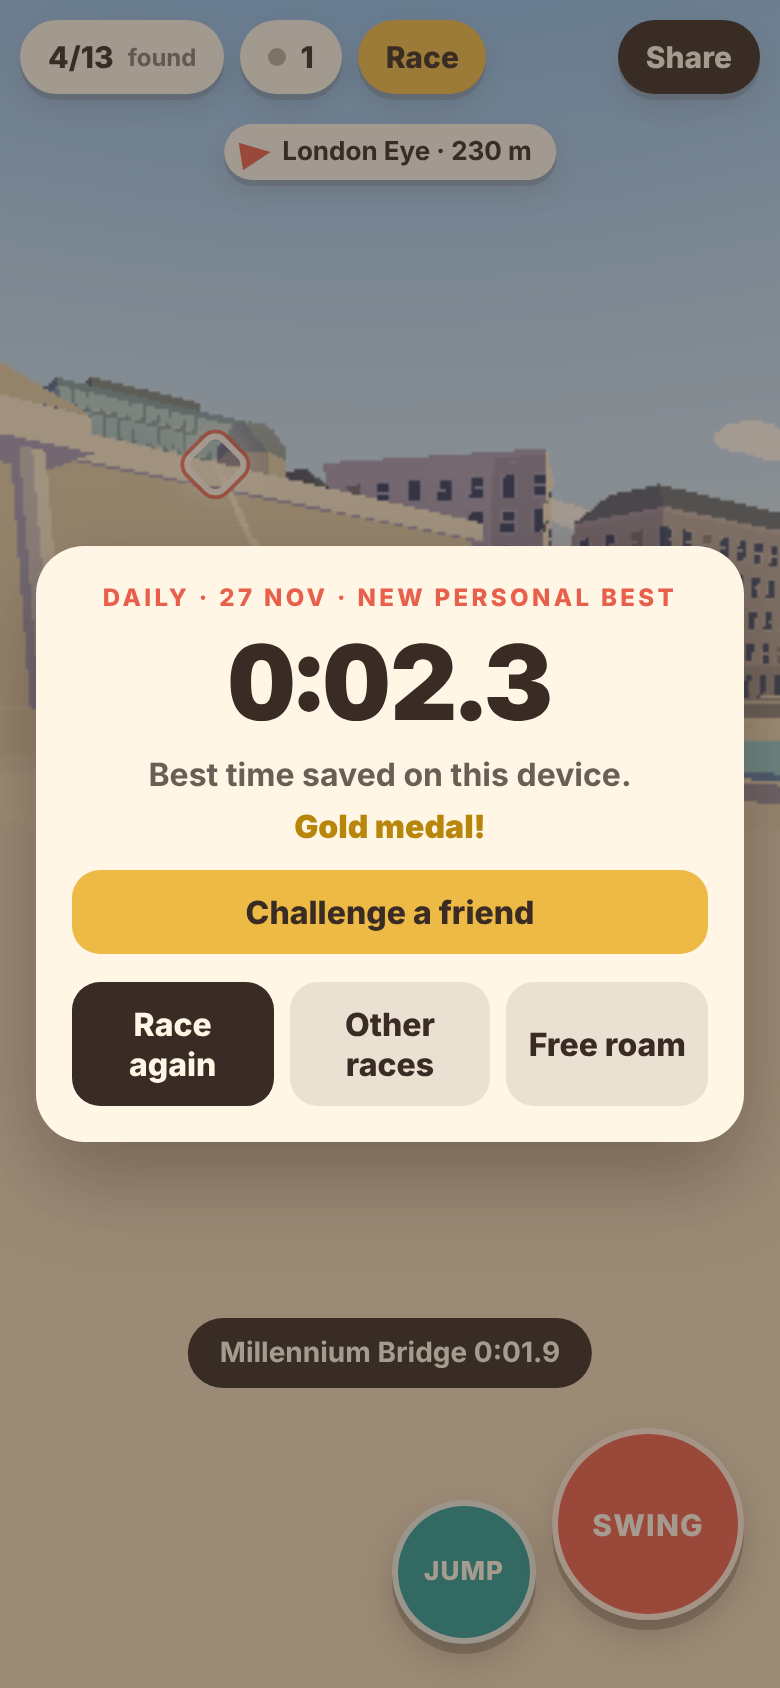 4/13 found
1
Race
Share
London Eye · 230 m
DAILY · 27 NOV · NEW PERSONAL BEST
0:02.3
Best time saved on this device.
Gold medal!
Challenge a friend
Race
again
Other
races
Free roam
Millennium Bridge 0:01.9
SWING
JUMP